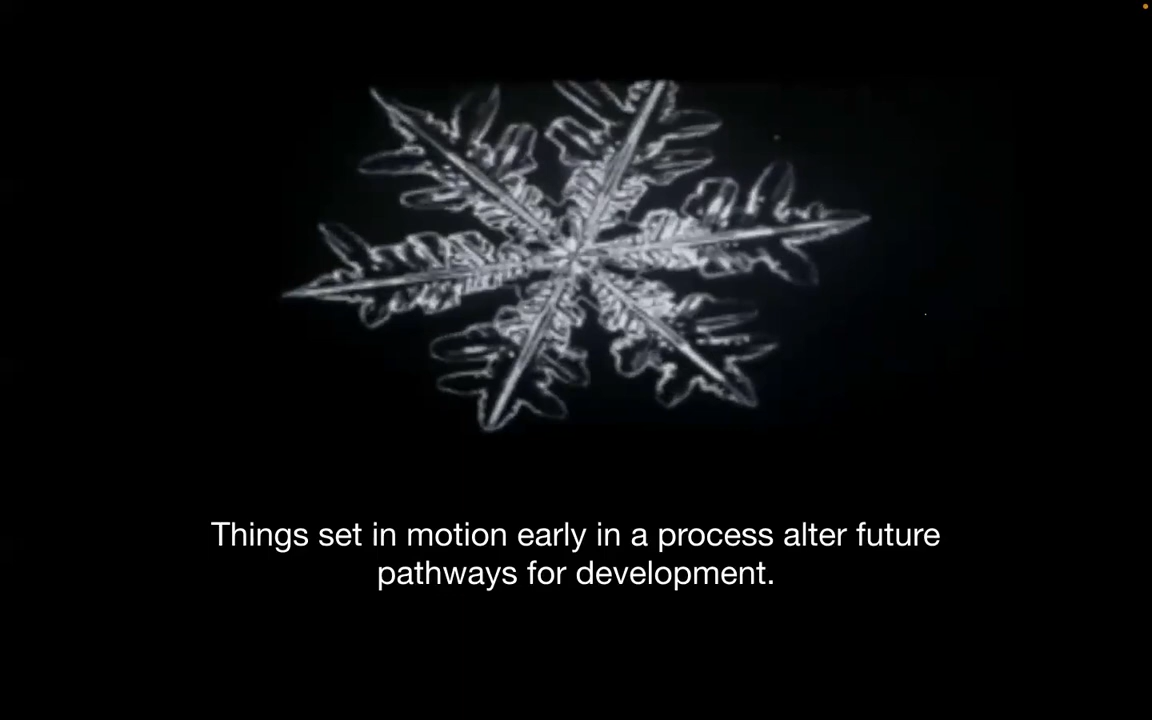 Things set in motion early in a process alter future
pathways for development.